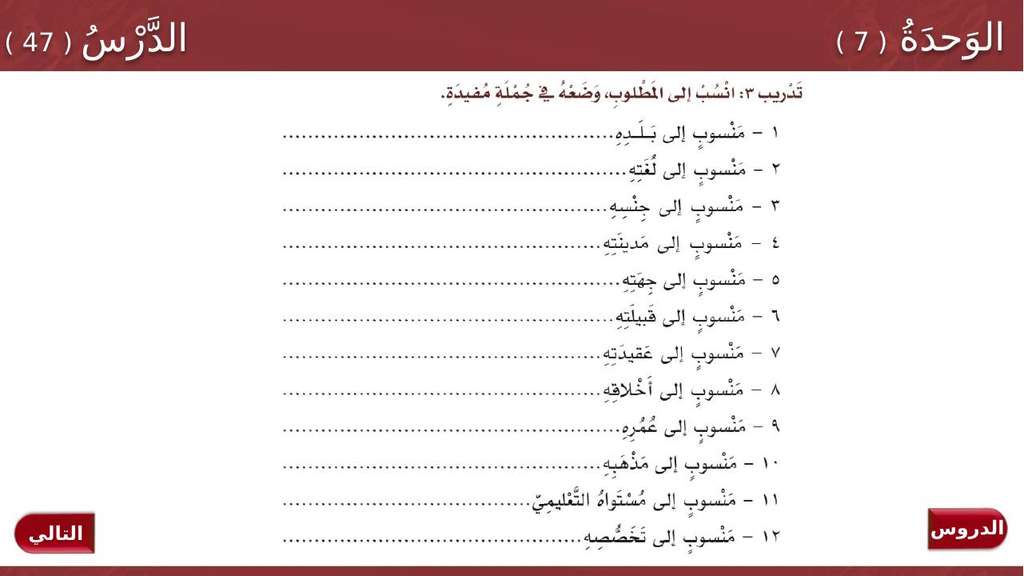 الوَحدَةُ ( 7 )
الدَّرْسُ ( 47 )
تَدْريب ٣: انْسُبْ إلى المَطْلوبِ، وَضَعْهُ في جُمْلَةٍ مُفيدَةٍ.
١ – مَنْسوبٍ إلى بَـلَـدِهِ....................................................
٢ – مَنْسوبٍ إلى لُغَتِهِ......................................................
٣ – مَنْسوبٍ إلى جِنْسِهِ...................................................
٤ – مَنْسوبٍ إلى مَدينَتِهِ..................................................
٥ – مَنْسوبٍ إلى جِهَتِهِ.....................................................
٦ – مَنْسوبٍ إلى قَبيلَتِهِ....................................................
٧ – مَنْسوبٍ إلى عَقيدَتِهِ..................................................
٨ – مَنْسوبٍ إلى أَخْلاقِهِ..................................................
٩ – مَنْسوبٍ إلى عُمُرِهِ.....................................................
١٠ – مَنْسوبٍ إلى مَذْهَبِهِ..................................................
١١ – مَنْسوبٍ إلى مُسْتَواهُ التَّعْليمِيّ.......................................
١٢ – مَنْسوبٍ إلى تَخَصُّصِهِ...............................................
الدروس
التالي